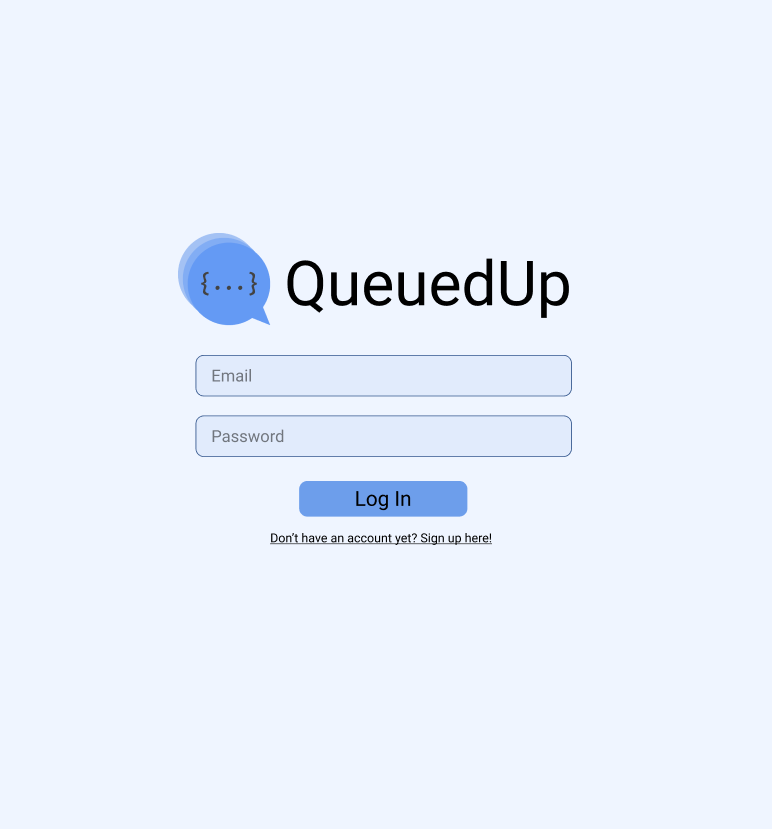 {...} QueuedUp
Email
Password
Log In
Don't have an account yet? Sign up here!